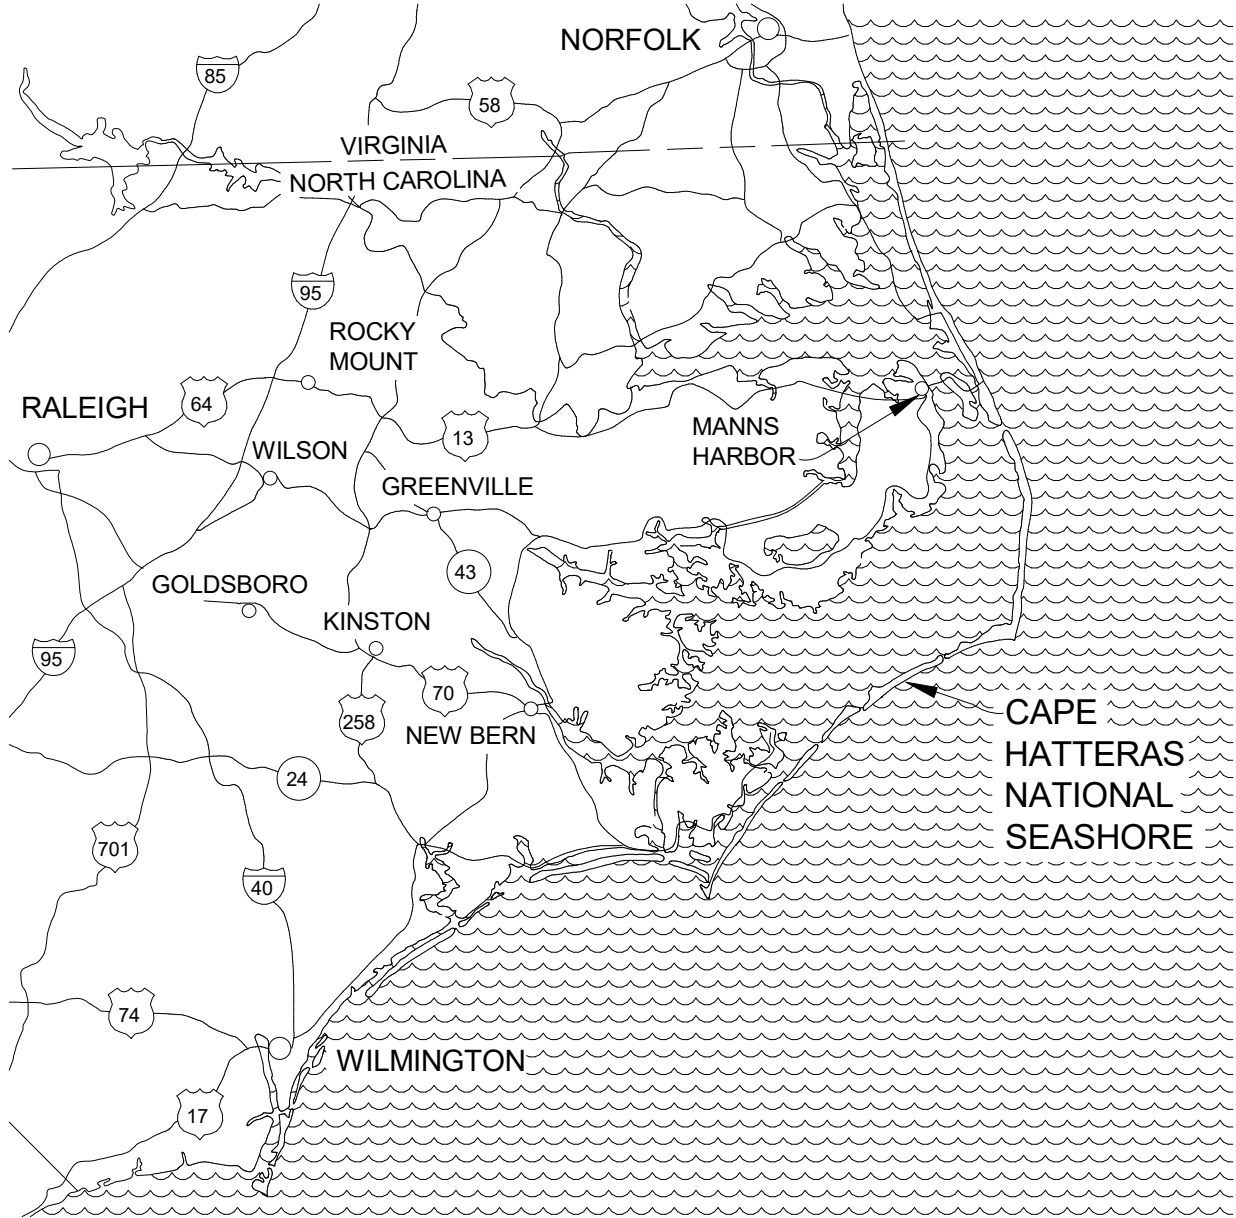 NORFOLK
85
58
VIRGINIA
NORTH CAROLINA
95
ROCKY
MOUNT
64
RALEIGH
13
MANNS
HARBOR
WILSON
GREENVILLE
43
GOLDSBORO
KINSTON
95
70
258
NEW BERN
CAPE
HATTERAS
NATIONAL
SEASHORE
24
701
40
74
WILMINGTON
17